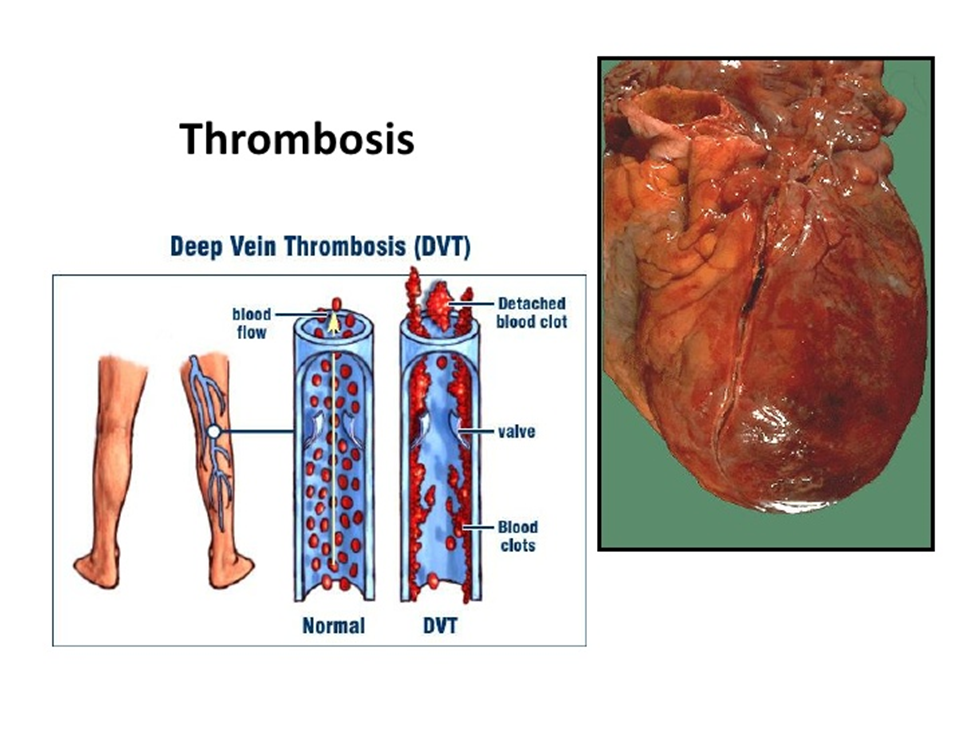 Thrombosis
Deep Vein Thrombosis (DVT)
blood
flow
Detached
blood clot
valve
Blood
clots
Normal
DVT